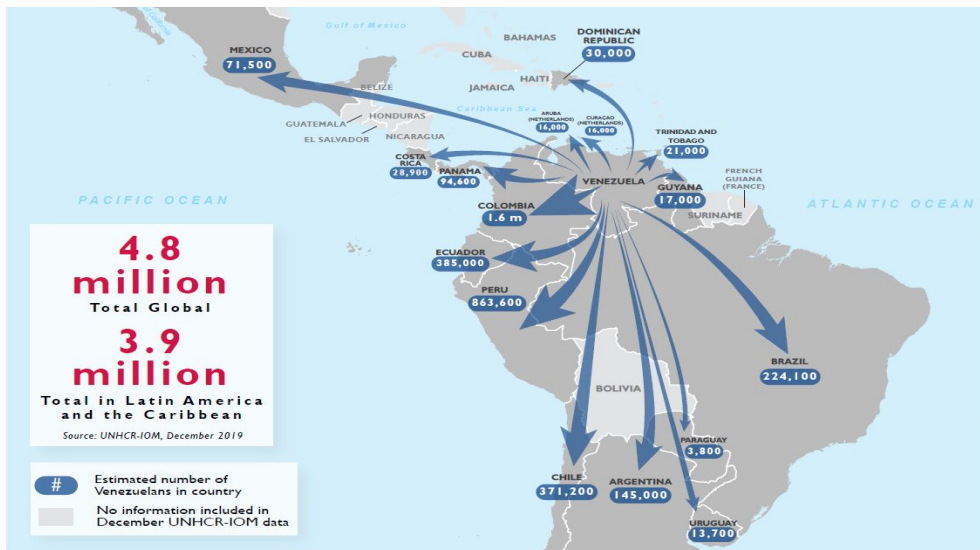 Gulf of California
Gulf of Mexico
BAHAMAS
DOMINICAN
REPUBLIC
30,000
MEXICO
71,500
CUBA
HAITI
JAMAICA
BELIZE
Caribbean Sea
ARUBA
(NETHERLANDS)
16,000
CURAÇAO
(NETHERLANDS)
16,000
GUATEMALA
HONDURAS
EL SALVADOR
NICARAGUA
TRINIDAD AND
TOBAGO
21,000
COSTA
RICA
28,900
PANAMA
94,600
VENEZUELA
GUYANA
17,000
FRENCH
GUIANA
(FRANCE)
SURINAME
PACIFIC OCEAN
ATLANTIC OCEAN
COLOMBIA
1.6 m
ECUADOR
385,000
PERU
863,600
BRAZIL
224,100
BOLIVIA
PARAGUAY
3,800
CHILE
371,200
ARGENTINA
145,000
URUGUAY
13,700
4.8
million
Total Global
3.9
million
Total in Latin America
and the Caribbean
Source: UNHCR-IOM, December 2019
#
Estimated number of
Venezuelans in country
No information included in
December UNHCR-IOM data